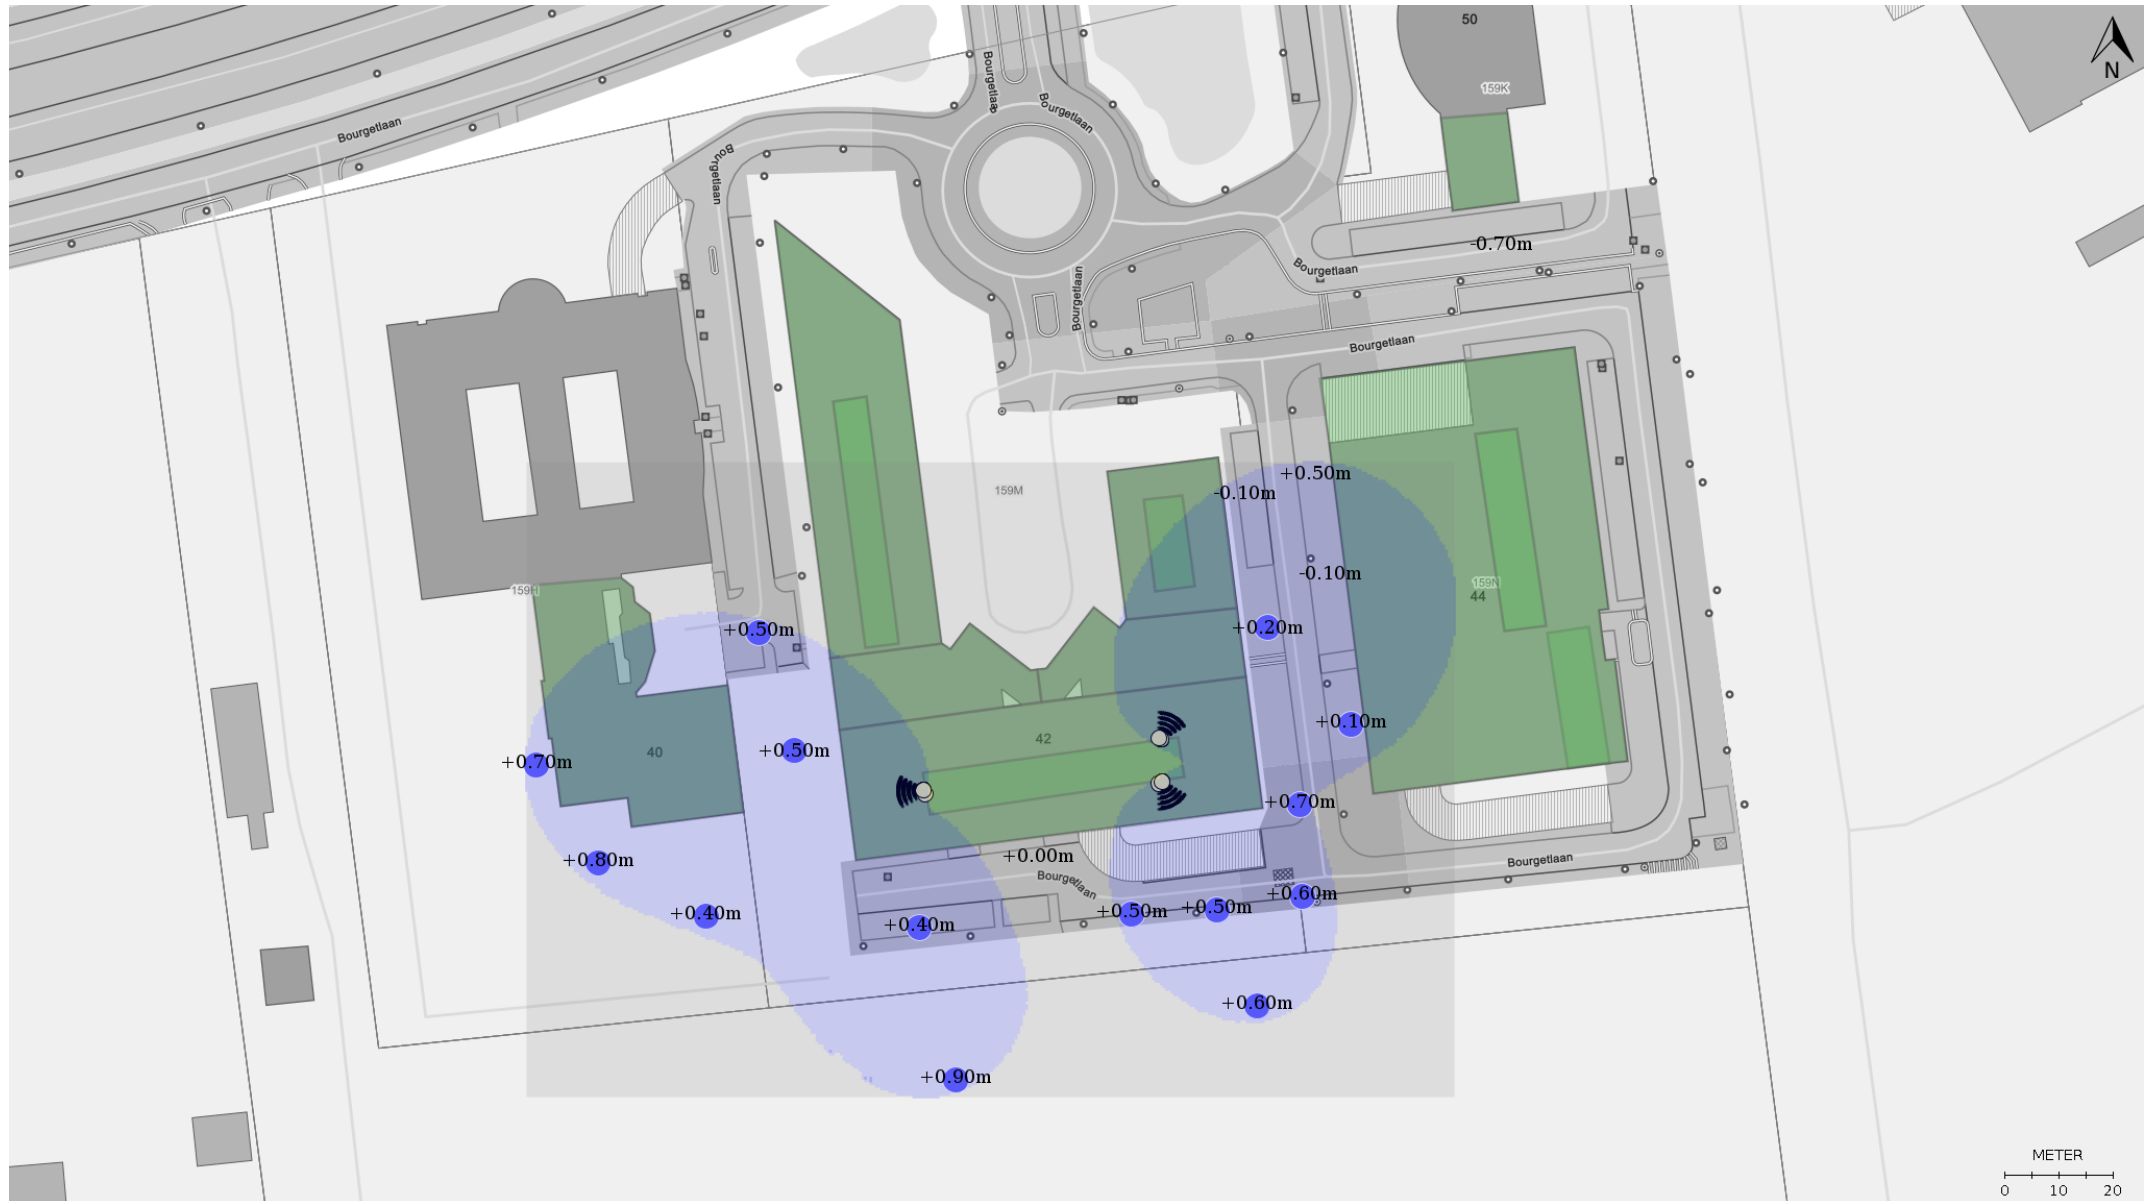 50
N
159K
Bourgetlaan
Bourgetlaan
Bourgetlaan
Bourgetlaan
-0.70m
Bourgetlaan
Bourgetlaan
Bourgetlaan
+0.50m
159M
-0.10m
-0.10m
159H
159N
44
+0.50m
+0.20m
+0.10m
42
+0.50m
40
+0.70m
+0.70m
+0.00m
+0.80m
Bourgetlaan
Bourgetlaan
+0.60m
+0.40m
+0.50m
+0.50m
+0.40m
+0.60m
+0.90m
METER
0 10 20